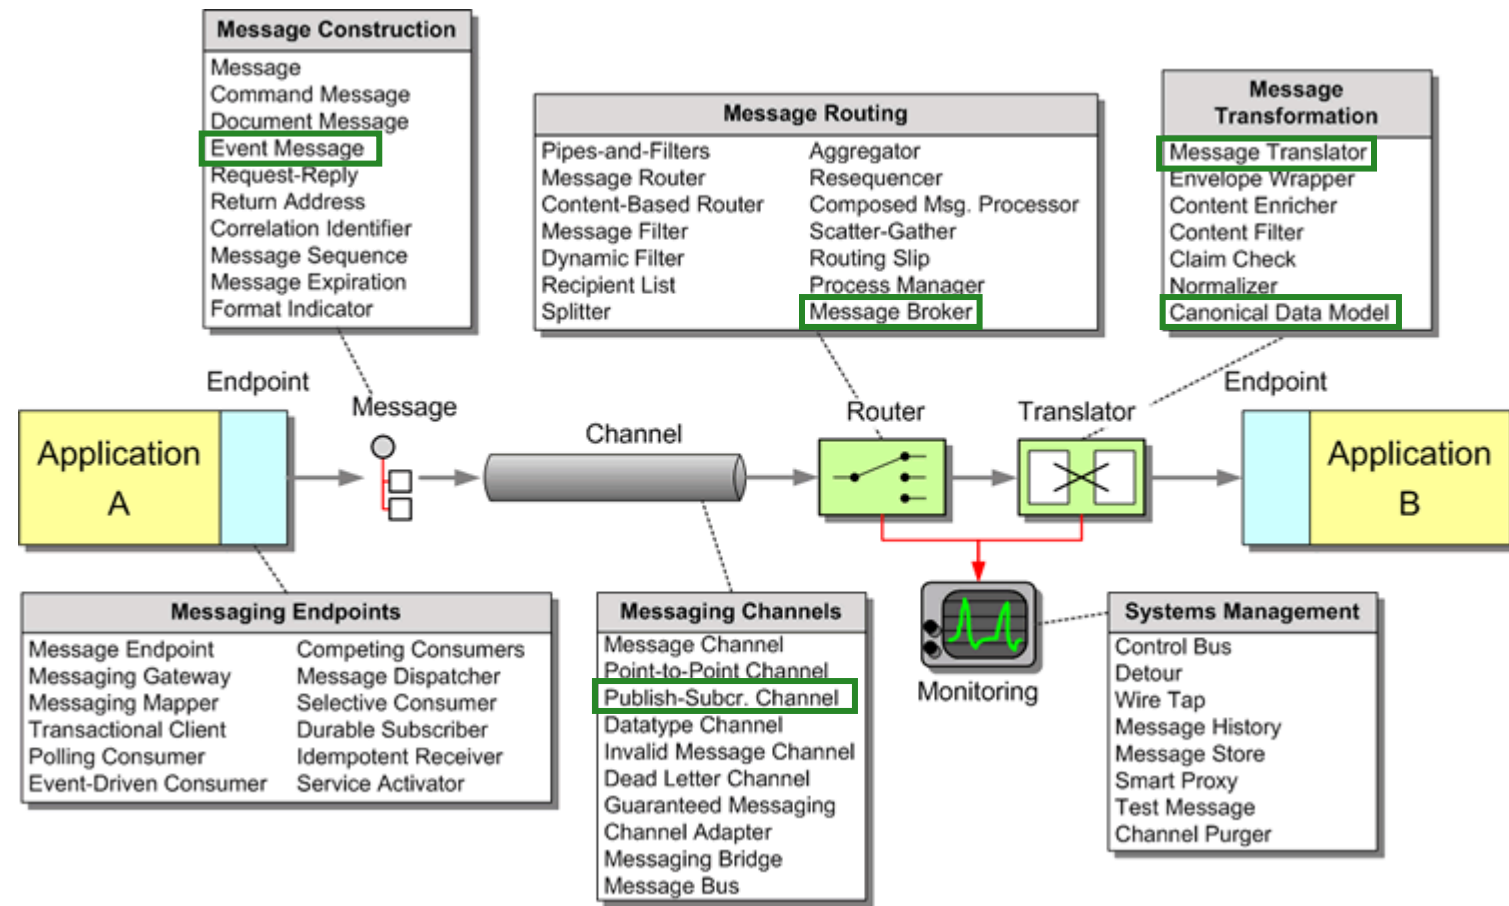 Message Construction
Message
Command Message
Document Message
Event Message
Request-Reply
Return Address
Correlation Identifier
Message Sequence
Message Expiration
Format Indicator
Message Routing
Pipes-and-Filters
Message Router
Content-Based Router
Message Filter
Dynamic Filter
Recipient List
Splitter
Aggregator
Resequencer
Composed Msg. Processor
Scatter-Gather
Routing Slip
Process Manager
Message Broker
Message
Transformation
Message Translator
Envelope Wrapper
Content Enricher
Content Filter
Claim Check
Normalizer
Canonical Data Model
Endpoint
Message
Channel
Router
Translator
Endpoint
Application
A
Application
B
Monitoring
Messaging Endpoints
Message Endpoint
Messaging Gateway
Messaging Mapper
Transactional Client
Polling Consumer
Event-Driven Consumer
Competing Consumers
Message Dispatcher
Selective Consumer
Durable Subscriber
Idempotent Receiver
Service Activator
Messaging Channels
Message Channel
Point-to-Point Channel
Publish-Subcr. Channel
Datatype Channel
Invalid Message Channel
Dead Letter Channel
Guaranteed Messaging
Channel Adapter
Messaging Bridge
Message Bus
Systems Management
Control Bus
Detour
Wire Tap
Message History
Message Store
Smart Proxy
Test Message
Channel Purger